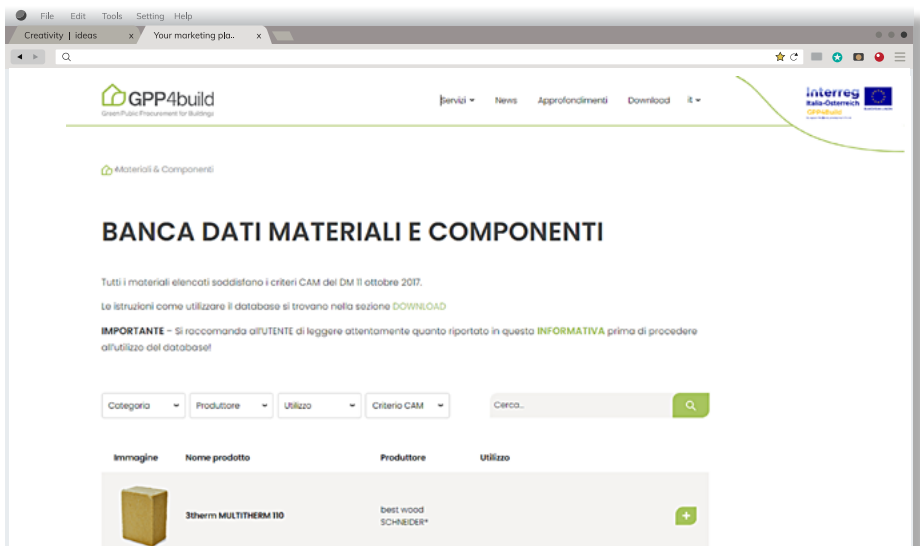 File Edit Tools Setting Help
Creativity | ideas x Your marketing pla.. x
GPP4build
Green Public Procurement for Buildings
Servizi News Approfondimenti Download it
Interreg
Italia-Österreich
GPP4Build
Materiali & Componenti
BANCA DATI MATERIALI E COMPONENTI
Tutti i materiali elencati soddisfano i criteri CAM del DM 11 ottobre 2017.
Le istruzioni come utilizzare il database si trovano nella sezione DOWNLOAD
IMPORTANTE – Si raccomanda all'UTENTE di leggere attentamente quanto riportato in questa INFORMATIVA prima di procedere
all'utilizzo del database!
Categoria Produttore Utilizzo Criterio CAM Cerca..
Immagine Nome prodotto Produttore Utilizzo
3therm MULTITHERM 110
best wood
SCHNEIDER®